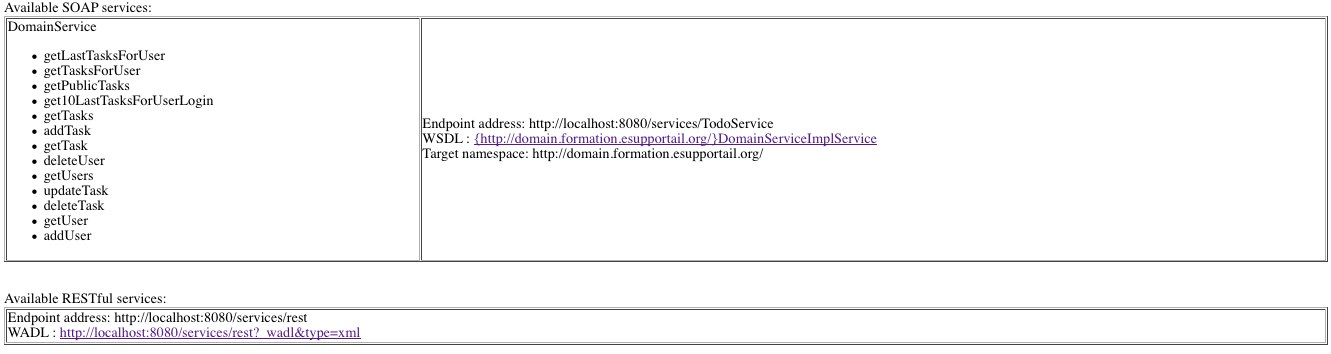 Available SOAP services:
DomainService
• getLastTasksForUser
• getTasksForUser
• getPublicTasks
• get10LastTasksForUserLogin
• getTasks
• addTask
• getTask
• deleteUser
• getUsers
• updateTask
• deleteTask
• getUser
• addUser
Endpoint address: http://localhost:8080/services/TodoService
WSDL : {http://domain.formation.esupportail.org/}DomainServiceImplService
Target namespace: http://domain.formation.esupportail.org/
Available RESTful services:
Endpoint address: http://localhost:8080/services/rest
WADL : http://localhost:8080/services/rest?_wadl&type=xml